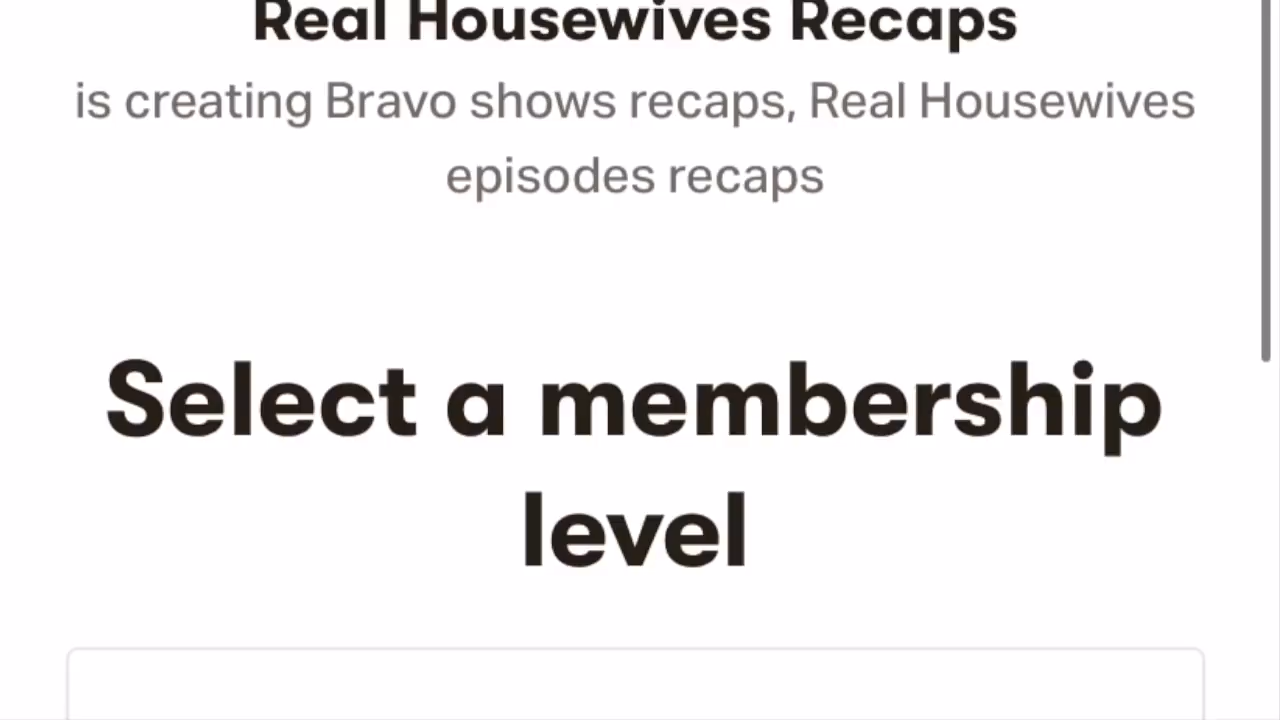 Real Housewives Recaps
is creating Bravo shows recaps, Real Housewives
episodes recaps
Select a membership
level